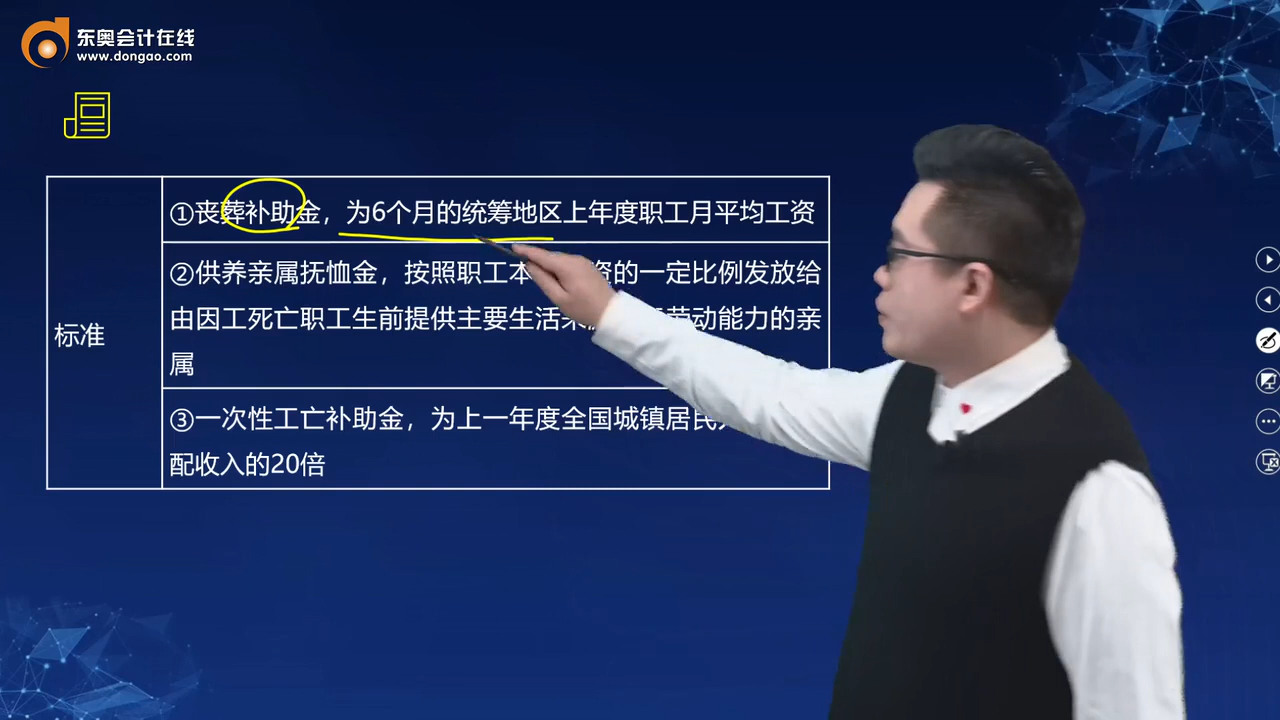 东奥会计在线
www.dongao.com
标准
①丧葬补助金，为6个月的统筹地区上年度职工月平均工资
②供养亲属抚恤金，按照职工本 资的一定比例发放给
由因工死亡职工生前提供主要生活来 劳动能力的亲
属
③一次性工亡补助金，为上一年度全国城镇居民
配收入的20倍